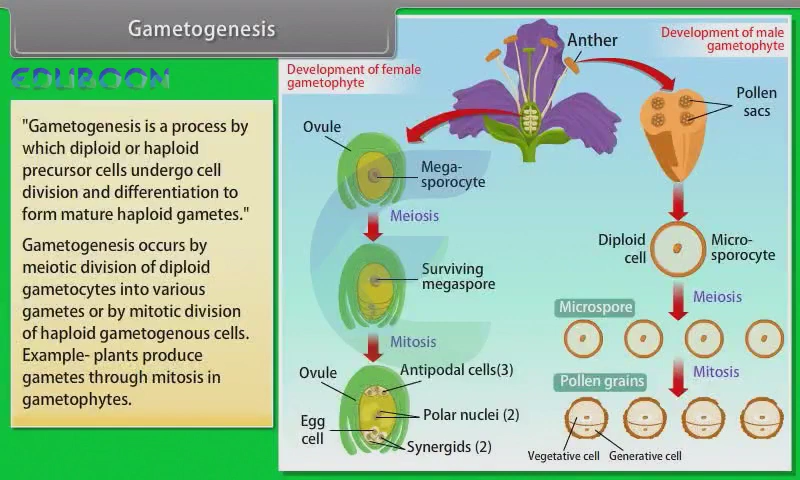 Gametogenesis
EDUBOON
"Gametogenesis is a process by
which diploid or haploid
precursor cells undergo cell
division and differentiation to
form mature haploid gametes."
Gametogenesis occurs by
meiotic division of diploid
gametocytes into various
gametes or by mitotic division
of haploid gametogenous cells.
Example- plants produce
gametes through mitosis in
gametophytes.
Development of female
gametophyte
Ovule
Mega-
sporocyte
Meiosis
Surviving
megaspore
Mitosis
Ovule
Antipodal cells(3)
Polar nuclei (2)
Egg
cell
Synergids (2)
Anther
Development of male
gametophyte
Pollen
sacs
Diploid
cell
Micro-
sporocyte
Meiosis
Microspore
Mitosis
Pollen grains
Vegetative cell
Generative cell